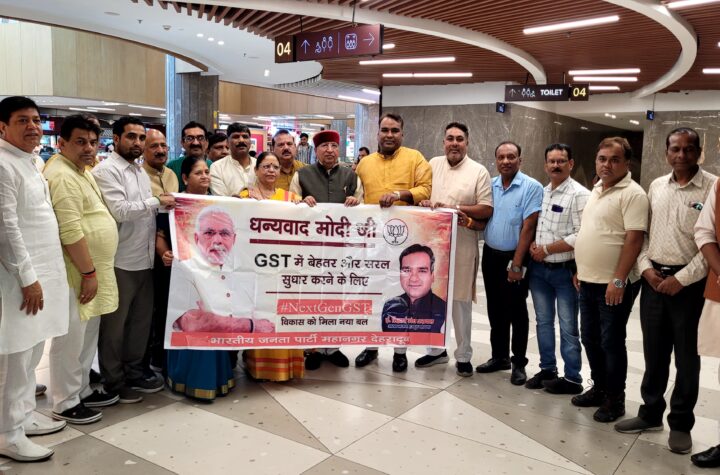 04
TOILET 04
धन्यवाद मोदी जी
GST में बेहतर और सरल
सुधार करने के लिए
#NextGenGST
विकास को मिला नया बल
भारतीय जनता पार्टी महानगर देहरादून